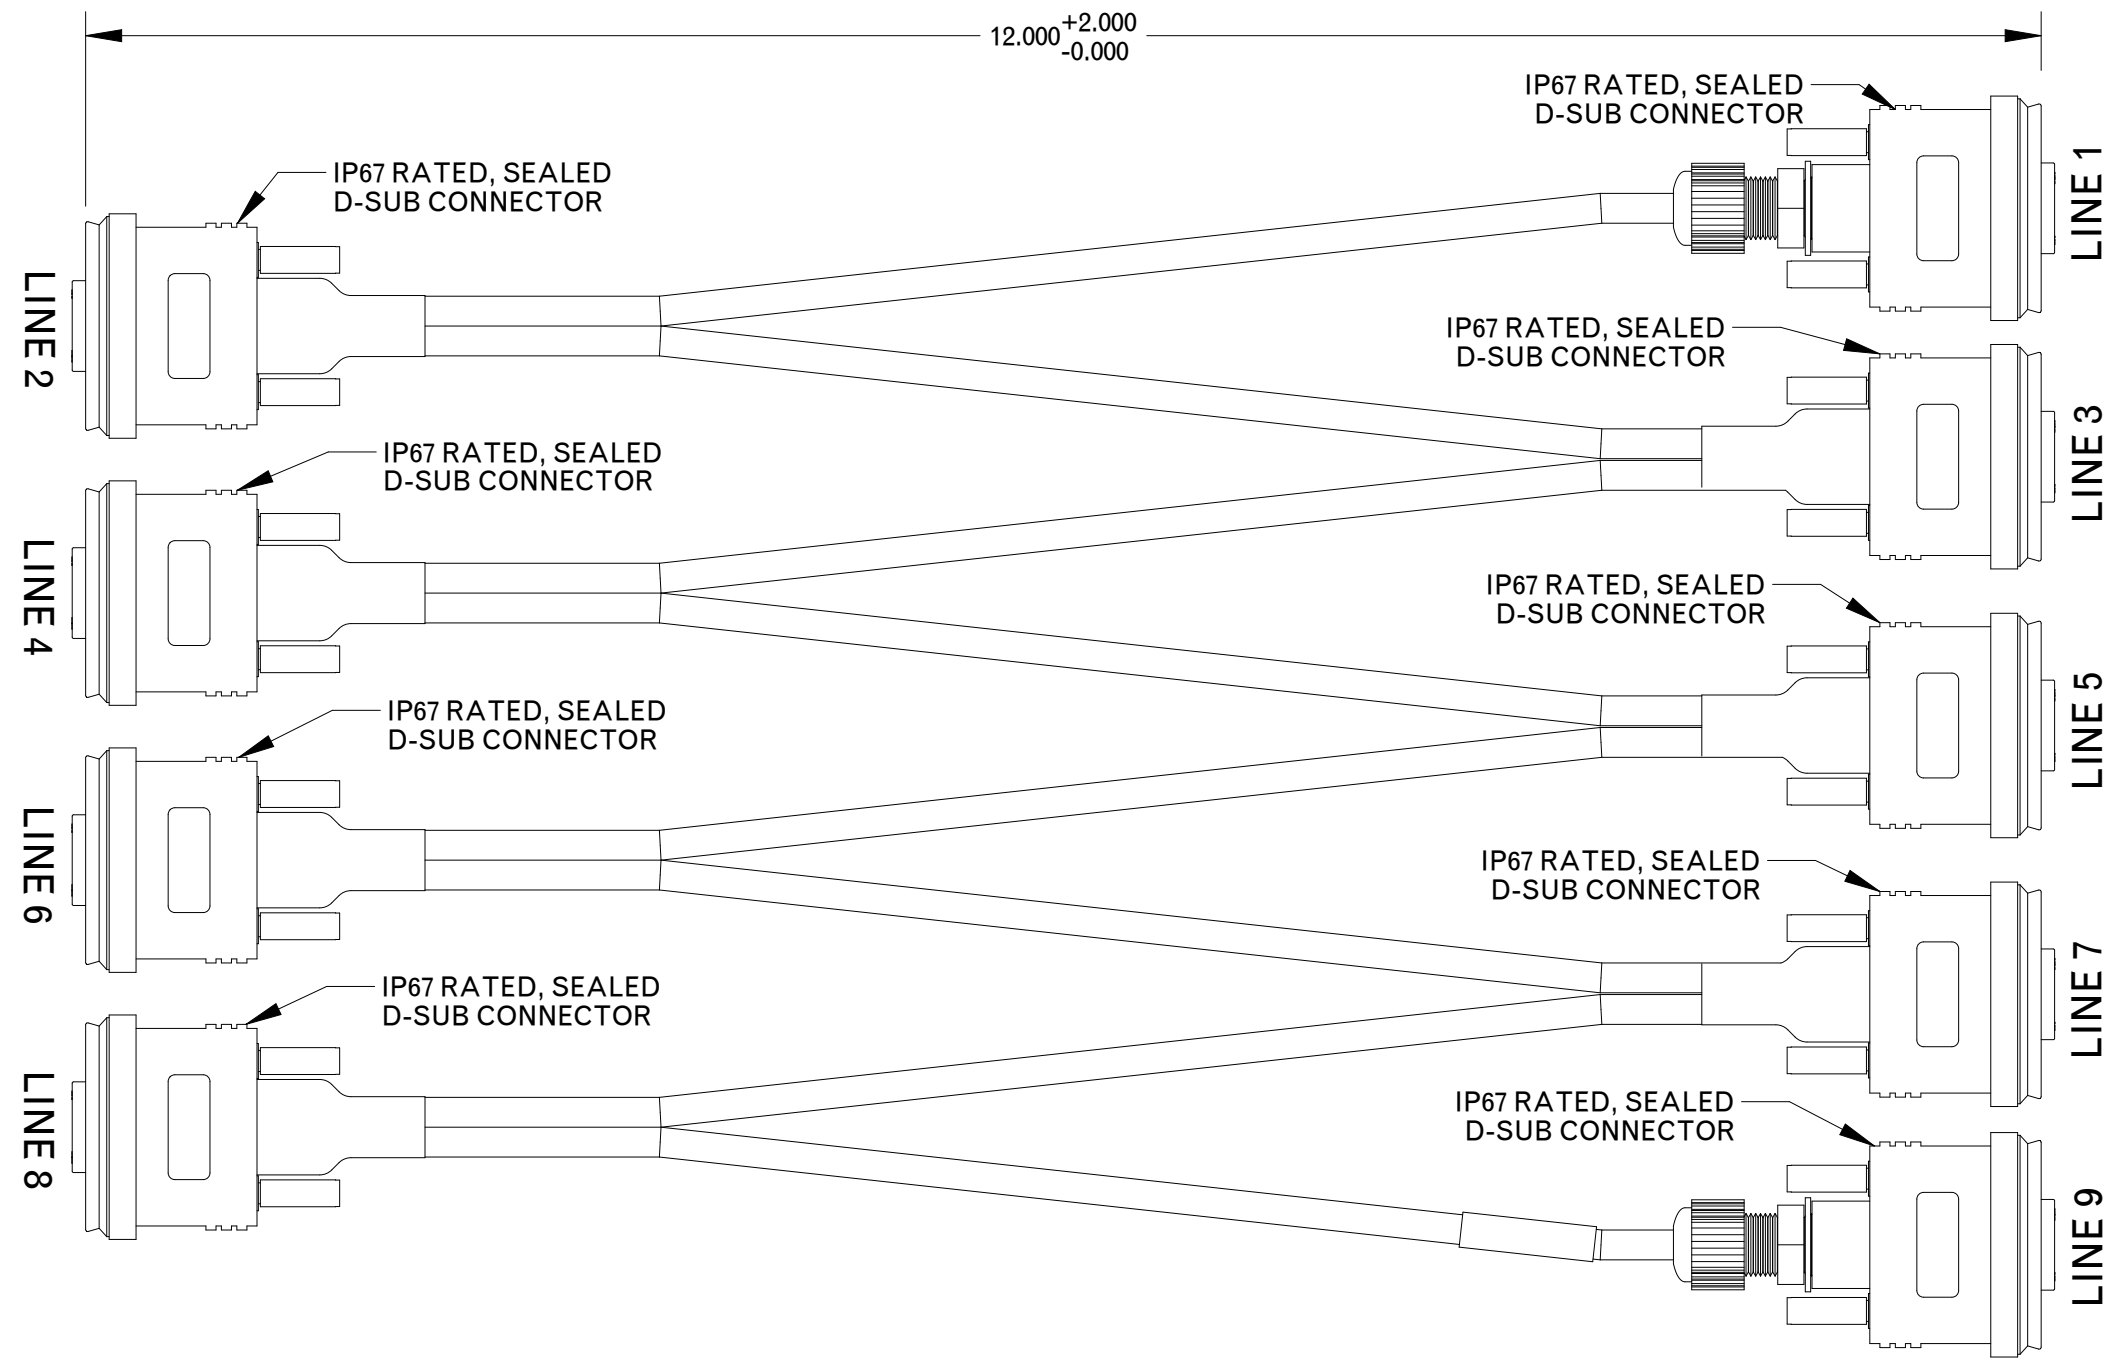 12.000 +2.000
-0.000
IP67 RATED, SEALED
D-SUB CONNECTOR
LINE 1
IP67 RATED, SEALED
D-SUB CONNECTOR
LINE 2
IP67 RATED, SEALED
D-SUB CONNECTOR
LINE 3
IP67 RATED, SEALED
D-SUB CONNECTOR
LINE 4
IP67 RATED, SEALED
D-SUB CONNECTOR
LINE 5
IP67 RATED, SEALED
D-SUB CONNECTOR
LINE 6
IP67 RATED, SEALED
D-SUB CONNECTOR
LINE 7
IP67 RATED, SEALED
D-SUB CONNECTOR
LINE 8
IP67 RATED, SEALED
D-SUB CONNECTOR
LINE 9